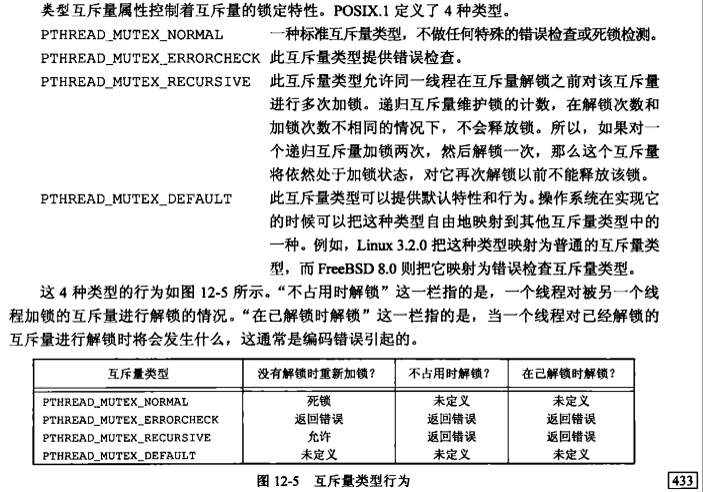 类型互斥量属性控制着互斥量的锁定特性。POSIX.1 定义了 4 种类型。
PTHREAD_MUTEX_NORMAL 一种标准互斥量类型，不做任何特殊的错误检查或死锁检测。
PTHREAD_MUTEX_ERRORCHECK 此互斥量类型提供错误检查。
PTHREAD_MUTEX_RECURSIVE 此互斥量类型允许同一线程在互斥量解锁之前对该互斥量
进行多次加锁。递归互斥量维护锁的计数，在解锁次数和
加锁次数不相同的情况下，不会释放锁。所以，如果对一
个递归互斥量加锁两次，然后解锁一次，那么这个互斥量
将依然处于加锁状态，对它再次解锁以前不能释放该锁。
PTHREAD_MUTEX_DEFAULT 此互斥量类型可以提供默认特性和行为。操作系统在实现它
的时候可以把这种类型自由地映射到其他互斥量类型中的
一种。例如，Linux 3.2.0 把这种类型映射为普通的互斥量类
型，而 FreeBSD 8.0 则把它映射为错误检查互斥量类型。
这 4 种类型的行为如图 12-5 所示。“不占用时解锁”这一栏指的是，一个线程对被另一个线
程加锁的互斥量进行解锁的情况。“在已解锁时解锁”这一栏指的是，当一个线程对已经解锁的
互斥量进行解锁时将会发生什么，这通常是编码错误引起的。
互斥量类型 没有解锁时重新加锁？ 不占用时解锁？ 在已解锁时解锁？
PTHREAD_MUTEX_NORMAL 死锁 未定义 未定义
PTHREAD_MUTEX_ERRORCHECK 返回错误 返回错误 返回错误
PTHREAD_MUTEX_RECURSIVE 允许 返回错误 返回错误
PTHREAD_MUTEX_DEFAULT 未定义 未定义 未定义
图 12-5 互斥量类型行为 433